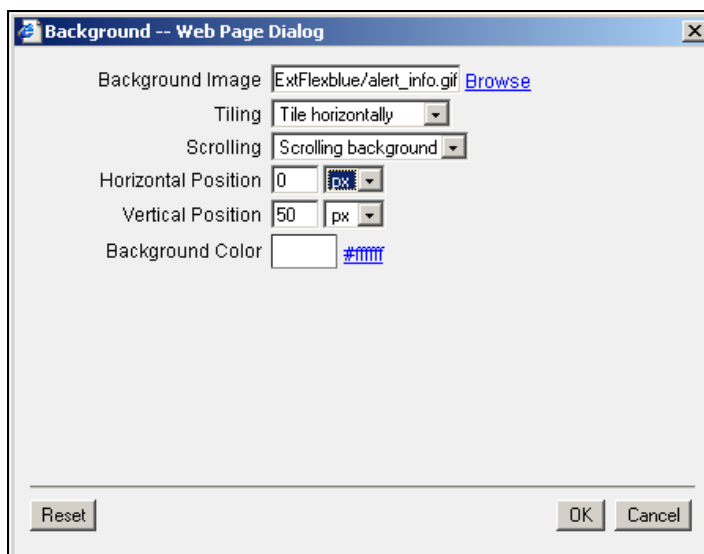 Background -- Web Page Dialog
Background Image ExtFlexblue/alert_info.gif Browse
Tiling Tile horizontally
Scrolling Scrolling background
Horizontal Position 0 px
Vertical Position 50 px
Background Color #ffffff
Reset OK Cancel